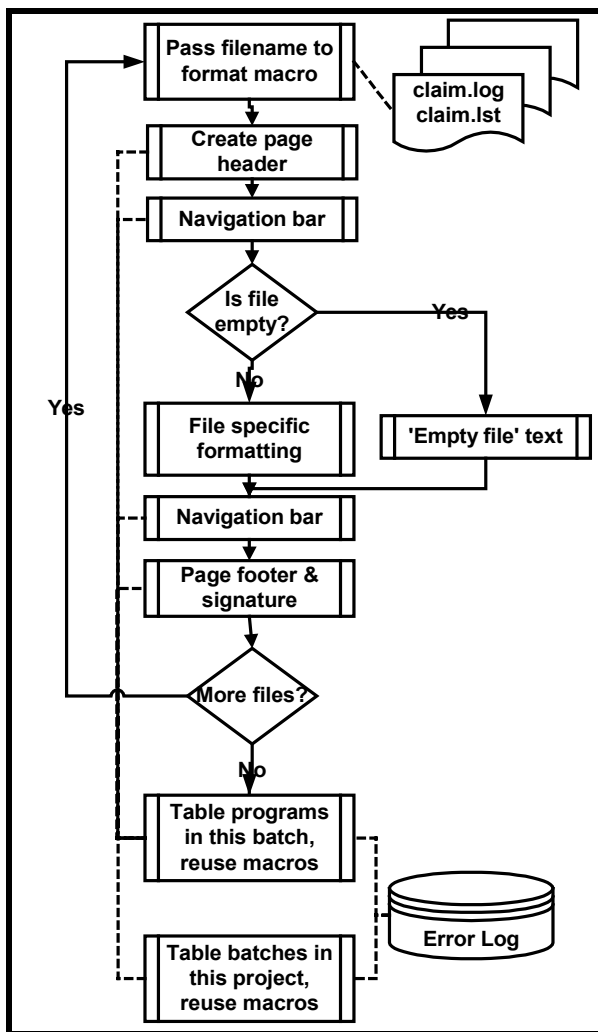 Pass filename to
format macro
claim.log
claim.lst
Create page
header
Navigation bar
Is file
empty?
Yes
No
Yes
File specific
formatting
'Empty file' text
Navigation bar
Page footer &
signature
More files?
No
Table programs
in this batch,
reuse macros
Error Log
Table batches in
this project,
reuse macros